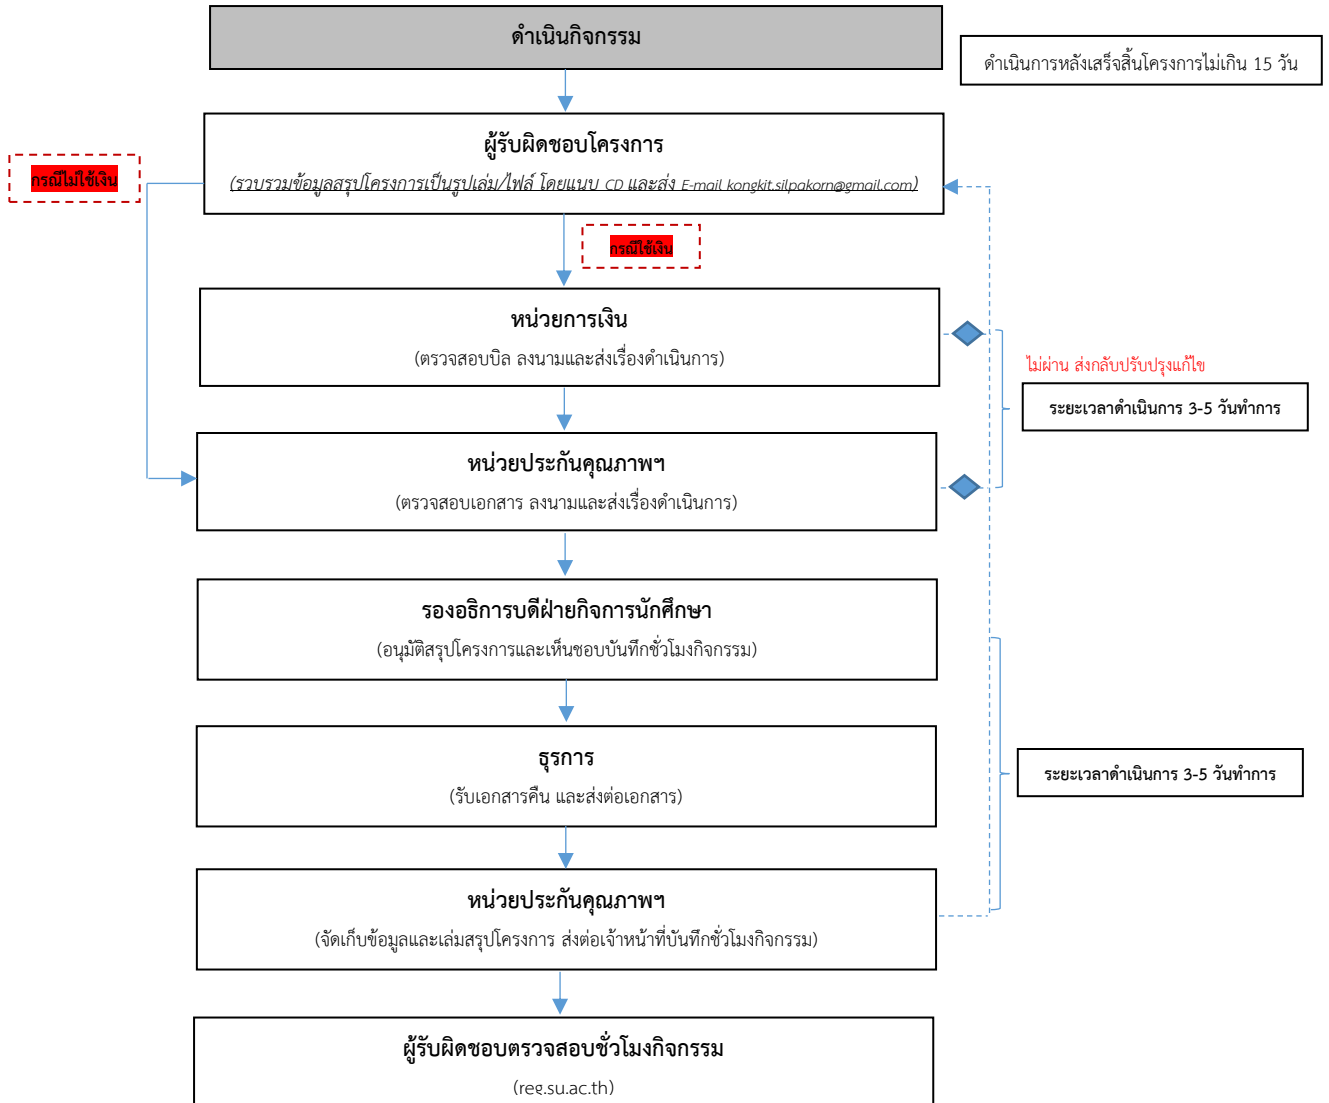 ดำเนินกิจกรรม
ดำเนินการหลังเสร็จสิ้นโครงการไม่เกิน 15 วัน
ผู้รับผิดชอบโครงการ
(รวบรวมข้อมูลสรุปโครงการเป็นรูปเล่ม/ไฟล์ โดยแนบ CD และส่ง E-mail kongkit.silpakorn@gmail.com)
กรณีไม่ใช้เงิน
กรณีใช้เงิน
หน่วยการเงิน
(ตรวจสอบบิล ลงนามและส่งเรื่องดำเนินการ)
ไม่ผ่าน ส่งกลับปรับปรุงแก้ไข
ระยะเวลาดำเนินการ 3-5 วันทำการ
หน่วยประกันคุณภาพฯ
(ตรวจสอบเอกสาร ลงนามและส่งเรื่องดำเนินการ)
รองอธิการบดีฝ่ายกิจการนักศึกษา
(อนุมัติสรุปโครงการและเห็นชอบบันทึกชั่วโมงกิจกรรม)
ธุรการ
(รับเอกสารคืน และส่งต่อเอกสาร)
ระยะเวลาดำเนินการ 3-5 วันทำการ
หน่วยประกันคุณภาพฯ
(จัดเก็บข้อมูลและเล่มสรุปโครงการ ส่งต่อเจ้าหน้าที่บันทึกชั่วโมงกิจกรรม)
ผู้รับผิดชอบตรวจสอบชั่วโมงกิจกรรม
(reg.su.ac.th)